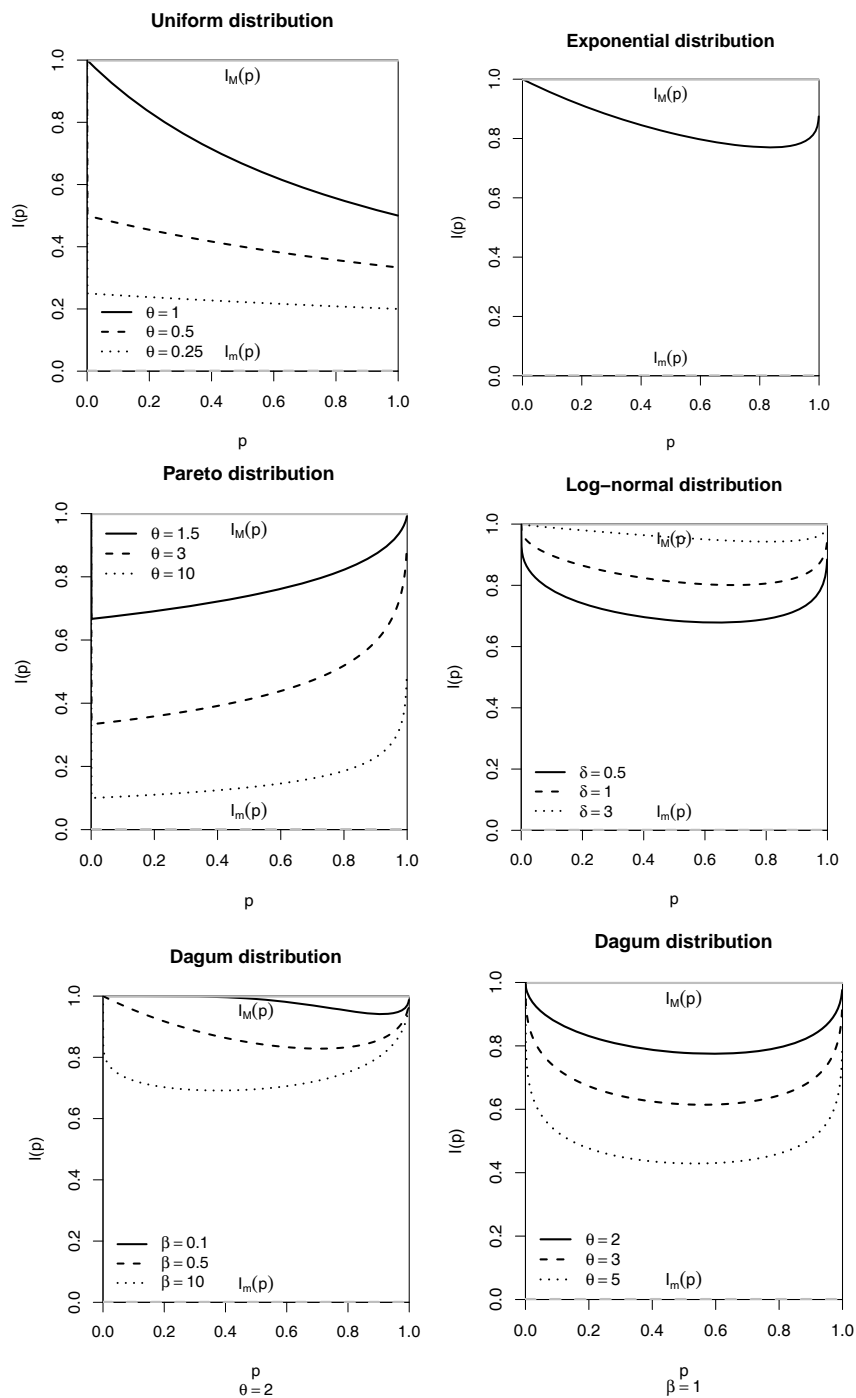 Uniform distribution
I(p)
0.0 0.2 0.4 0.6 0.8 1.0
I_M(p)
θ = 1
θ = 0.5
θ = 0.25
I_m(p)
0.0 0.2 0.4 0.6 0.8 1.0
p
Exponential distribution
I(p)
0.0 0.2 0.4 0.6 0.8 1.0
I_M(p)
I_m(p)
0.0 0.2 0.4 0.6 0.8 1.0
p
Pareto distribution
I(p)
0.0 0.2 0.4 0.6 0.8 1.0
θ = 1.5
θ = 3
θ = 10
I_M(p)
I_m(p)
0.0 0.2 0.4 0.6 0.8 1.0
p
Log−normal distribution
I(p)
0.0 0.2 0.4 0.6 0.8 1.0
I_M(p)
δ = 0.5
δ = 1
δ = 3
I_m(p)
0.0 0.2 0.4 0.6 0.8 1.0
p
Dagum distribution
I(p)
0.0 0.2 0.4 0.6 0.8 1.0
I_M(p)
β = 0.1
β = 0.5
β = 10
I_m(p)
0.0 0.2 0.4 0.6 0.8 1.0
p
θ = 2
Dagum distribution
I(p)
0.0 0.2 0.4 0.6 0.8 1.0
I_M(p)
θ = 2
θ = 3
θ = 5
I_m(p)
0.0 0.2 0.4 0.6 0.8 1.0
p
β = 1